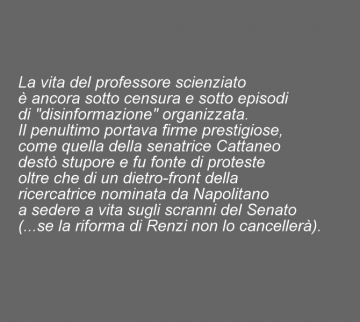 La vita del professore scienziato
è ancora sotto censura e sotto episodi
di "disinformazione" organizzata.
Il penultimo portava firme prestigiose,
come quella della senatrice Cattaneo
destò stupore e fu fonte di proteste
oltre che di un dietro-front della
ricercatrice nominata da Napolitano
a sedere a vita sugli scranni del Senato
(...se la riforma di Renzi non lo cancellerà).